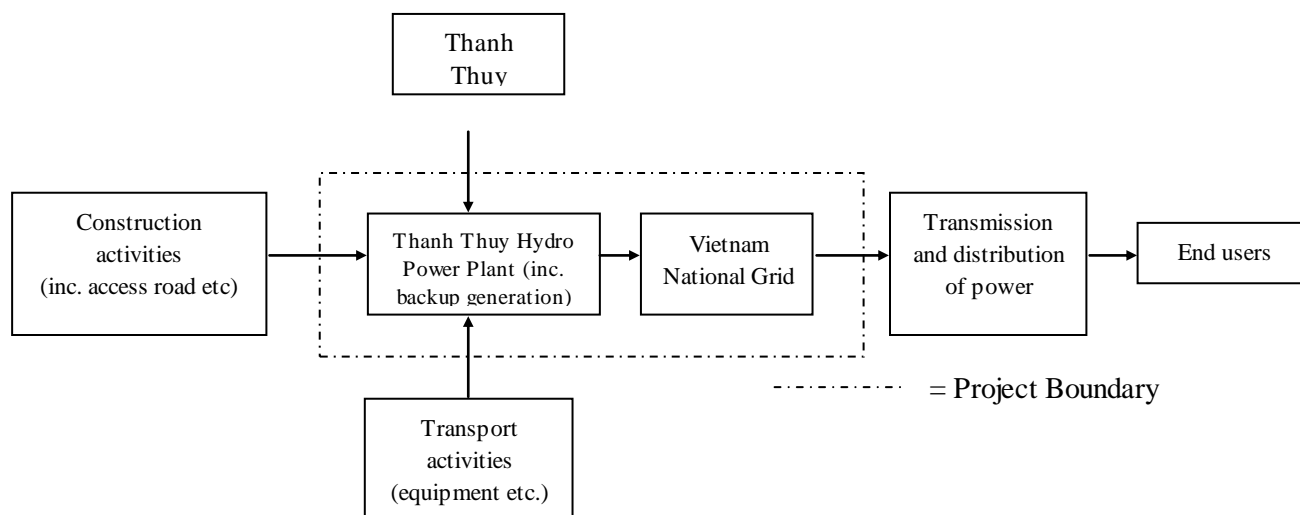 Thanh
Thuy
Construction
activities
(inc. access road etc)
Thanh Thuy Hydro
Power Plant (inc.
backup generation)
Vietnam
National Grid
Transmission
and distribution
of power
End users
= Project Boundary
Transport
activities
(equipment etc.)